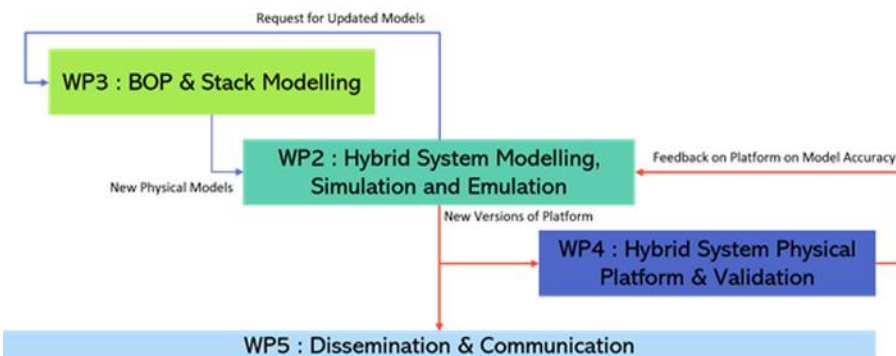 Request for Updated Models
WP3 : BOP & Stack Modelling
WP2 : Hybrid System Modelling,
Simulation and Emulation
Feedback on Platform on Model Accuracy
New Physical Models
New Versions of Platform
WP4 : Hybrid System Physical
Platform & Validation
WP5 : Dissemination & Communication